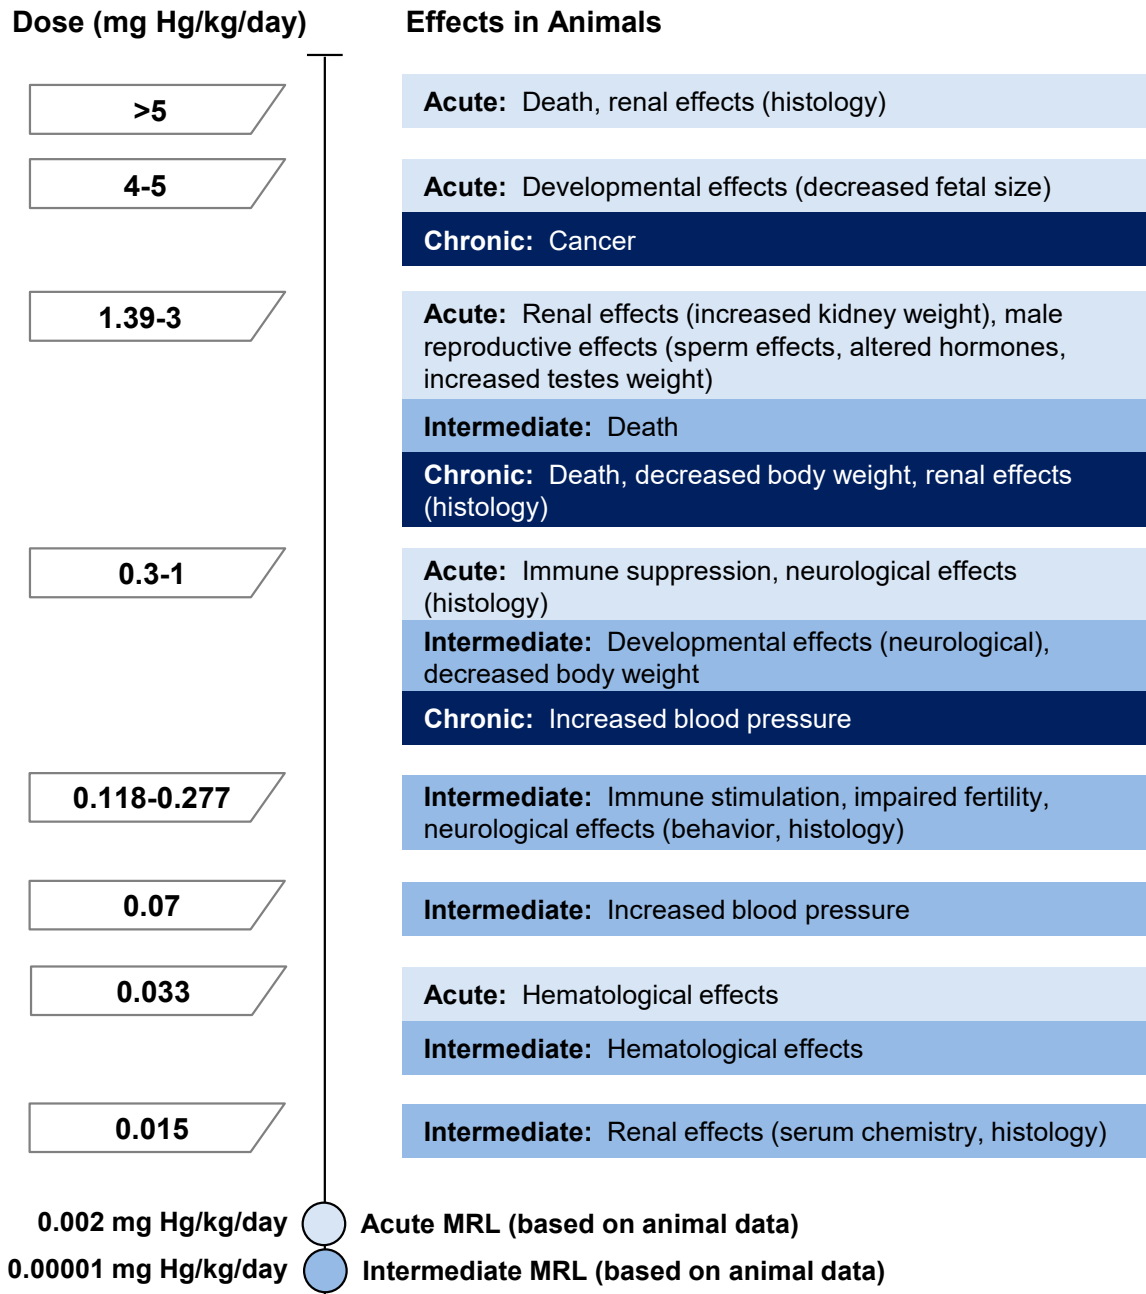 Dose (mg Hg/kg/day)
Effects in Animals
>5
Acute: Death, renal effects (histology)
4-5
Acute: Developmental effects (decreased fetal size)
Chronic: Cancer
1.39-3
Acute: Renal effects (increased kidney weight), male
reproductive effects (sperm effects, altered hormones,
increased testes weight)
Intermediate: Death
Chronic: Death, decreased body weight, renal effects
(histology)
0.3-1
Acute: Immune suppression, neurological effects
(histology)
Intermediate: Developmental effects (neurological),
decreased body weight
Chronic: Increased blood pressure
0.118-0.277
Intermediate: Immune stimulation, impaired fertility,
neurological effects (behavior, histology)
0.07
Intermediate: Increased blood pressure
0.033
Acute: Hematological effects
Intermediate: Hematological effects
0.015
Intermediate: Renal effects (serum chemistry, histology)
0.002 mg Hg/kg/day Acute MRL (based on animal data)
0.00001 mg Hg/kg/day Intermediate MRL (based on animal data)